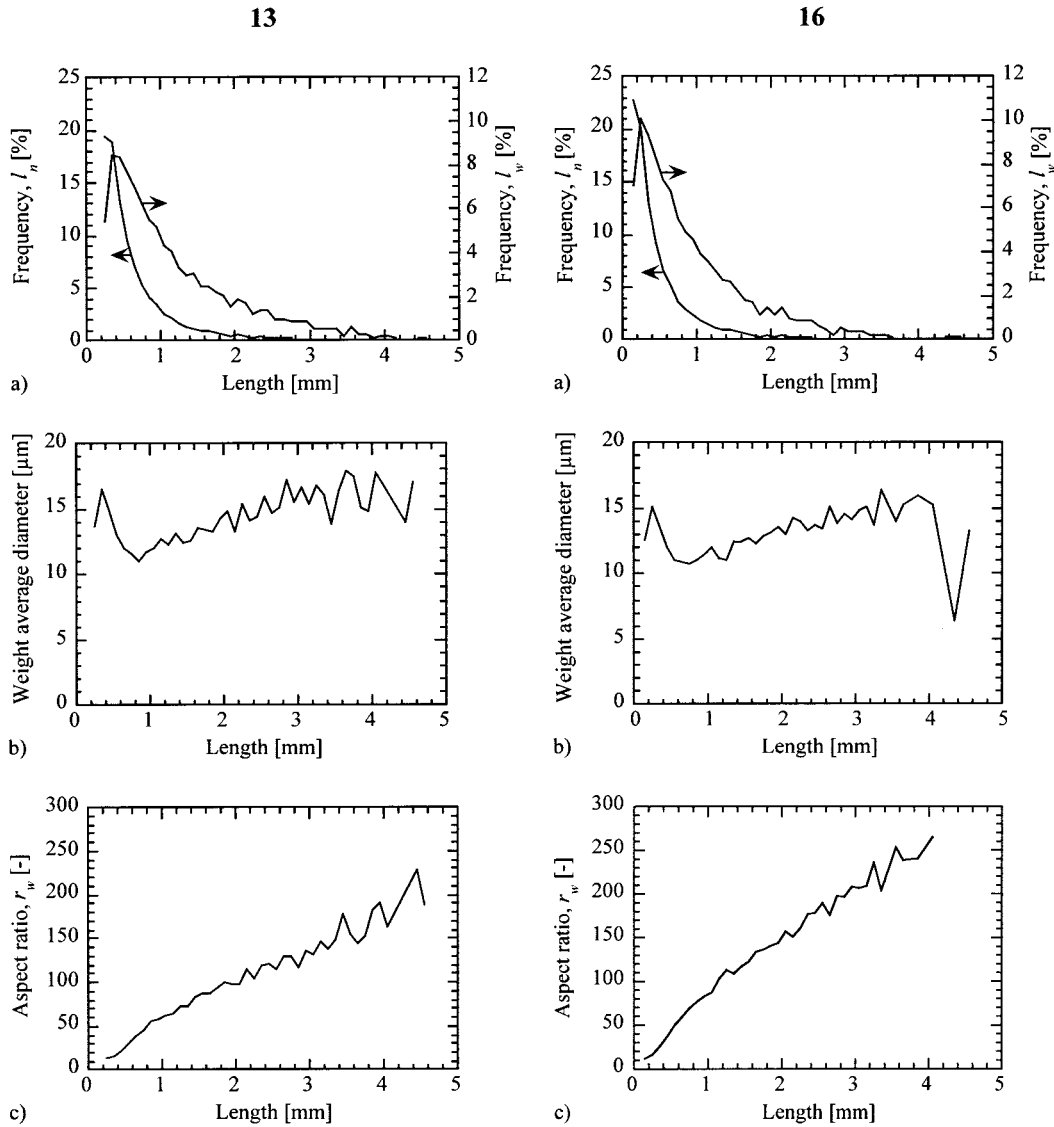 13
16
25
20
15
10
5
0
12
10
8
6
4
2
0
Frequency, l_n [%]
Frequency, l_w [%]
0 1 2 3 4 5
a) Length [mm]
25
20
15
10
5
0
12
10
8
6
4
2
0
Frequency, l_n [%]
Frequency, l_w [%]
0 1 2 3 4 5
a) Length [mm]
20
15
10
5
0
Weight average diameter [µm]
0 1 2 3 4 5
b) Length [mm]
20
15
10
5
0
Weight average diameter [µm]
0 1 2 3 4 5
b) Length [mm]
300
250
200
150
100
50
0
Aspect ratio, r_w [-]
0 1 2 3 4 5
c) Length [mm]
300
250
200
150
100
50
0
Aspect ratio, r_w [-]
0 1 2 3 4 5
c) Length [mm]